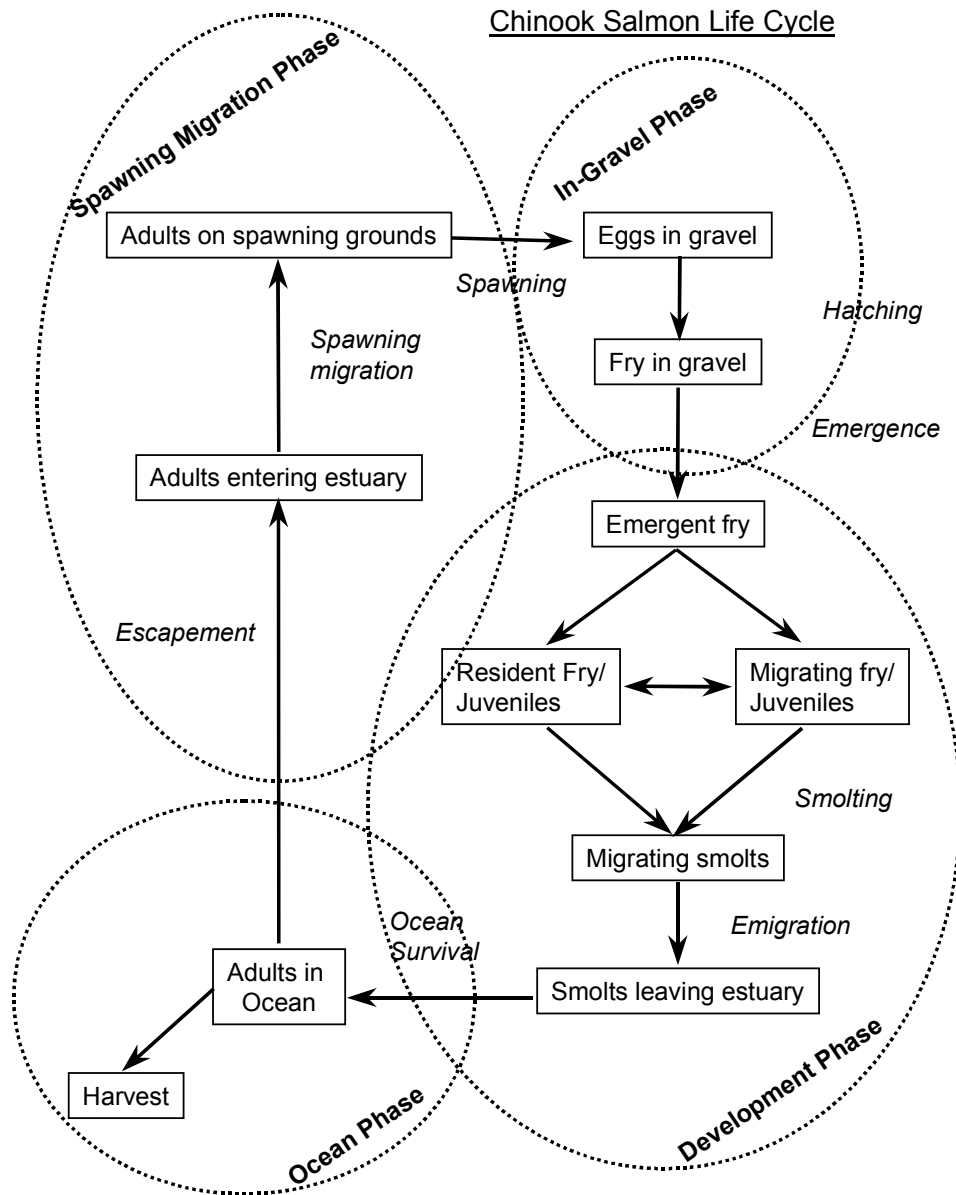 Chinook Salmon Life Cycle
Spawning Migration Phase
In-Gravel Phase
Adults on spawning grounds
Eggs in gravel
Spawning
Hatching
Spawning
migration
Fry in gravel
Emergence
Adults entering estuary
Emergent fry
Escapement
Resident Fry/
Juveniles
Migrating fry/
Juveniles
Smolting
Migrating smolts
Ocean
Survival
Emigration
Adults in
Ocean
Smolts leaving estuary
Harvest
Ocean Phase
Development Phase